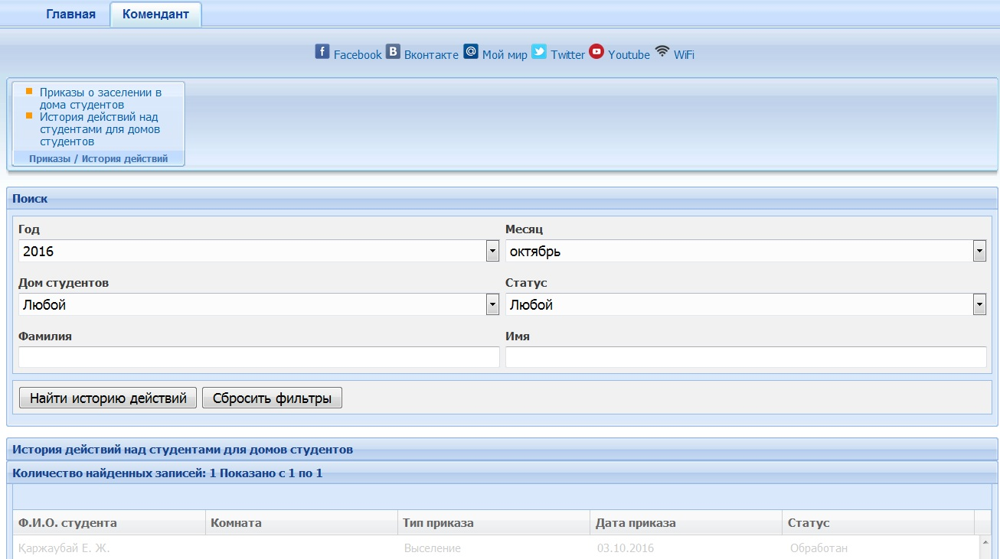 Главная Комендант
Facebook Вконтакте Мой мир Twitter Youtube WiFi
Приказы о заселении в
дома студентов
История действий над
студентами для домов
студентов
Приказы / История действий
Поиск
Год Месяц
2016 октябрь
Дом студентов Статус
Любой Любой
Фамилия Имя
Найти историю действий Сбросить фильтры
История действий над студентами для домов студентов
Количество найденных записей: 1 Показано с 1 по 1
Ф.И.О. студента Комната Тип приказа Дата приказа Статус
Қаржаубай Е. Ж. Выселение 03.10.2016 Обработан